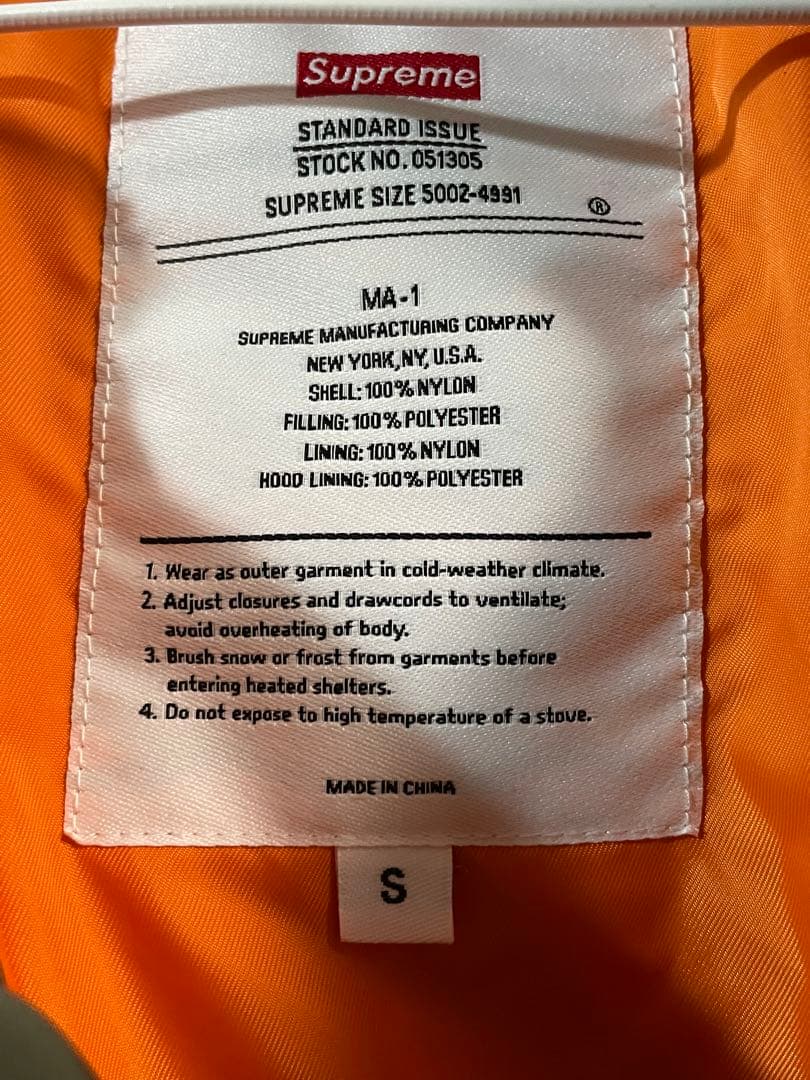 Supreme
STANDARD ISSUE
STOCK NO. 051305
SUPREME SIZE 5002-4991
®
MA-1
SUPREME MANUFACTURING COMPANY
NEW YORK, NY, U.S.A.
SHELL: 100% NYLON
FILLING: 100% POLYESTER
LINING: 100% NYLON
HOOD LINING: 100% POLYESTER
1. Wear as outer garment in cold-weather climate.
2. Adjust closures and drawcords to ventilate;
avoid overheating of body.
3. Brush snow or frost from garments before
entering heated shelters.
4. Do not expose to high temperature of a stove.
MADE IN CHINA
S